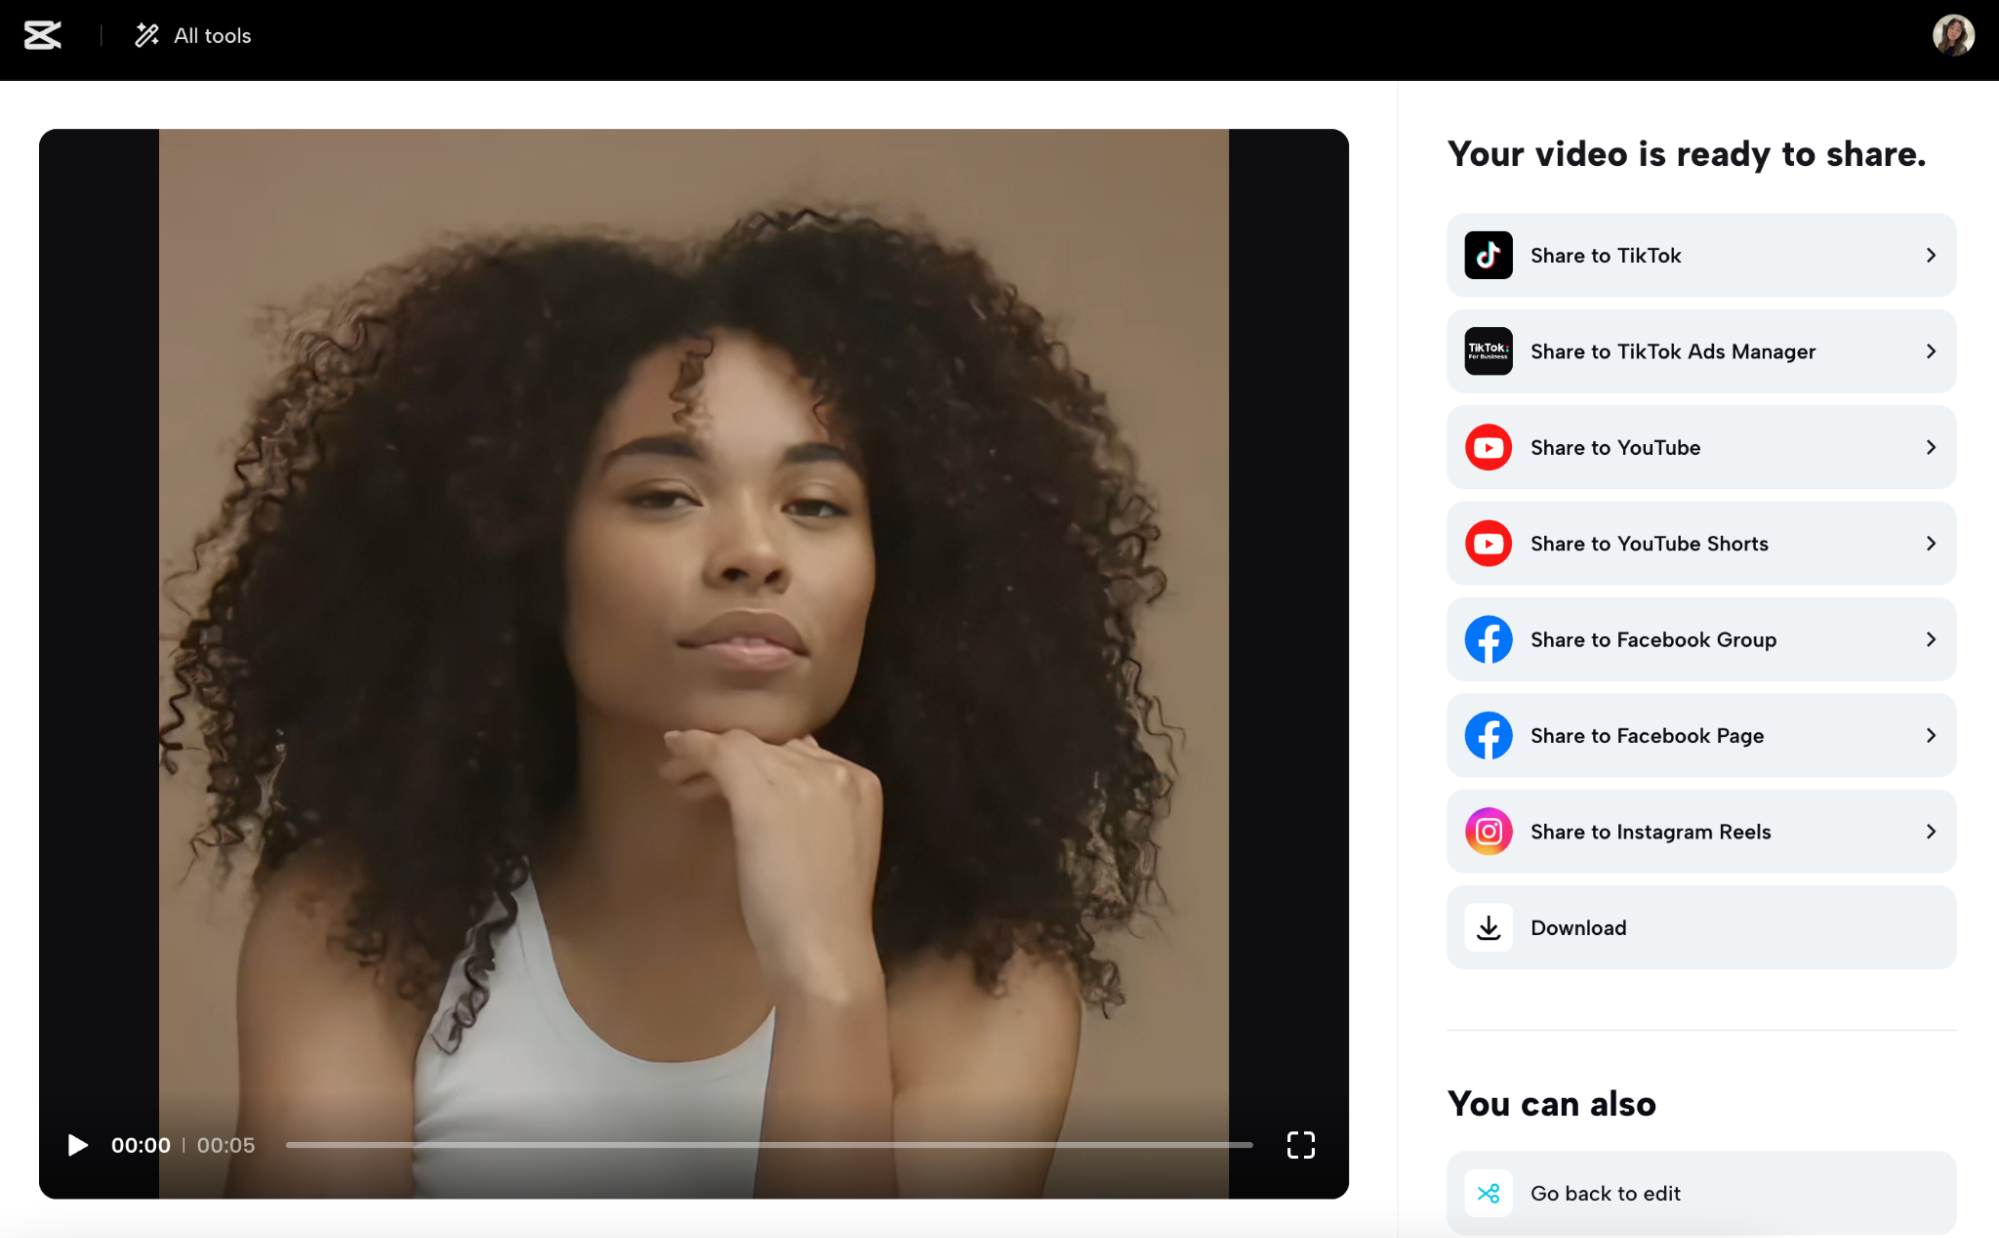 All tools
Your video is ready to share.
Share to TikTok
TikTok:
For Business
Share to TikTok Ads Manager
Share to YouTube
Share to YouTube Shorts
Share to Facebook Group
Share to Facebook Page
Share to Instagram Reels
Download
You can also
Go back to edit
00:00 | 00:05